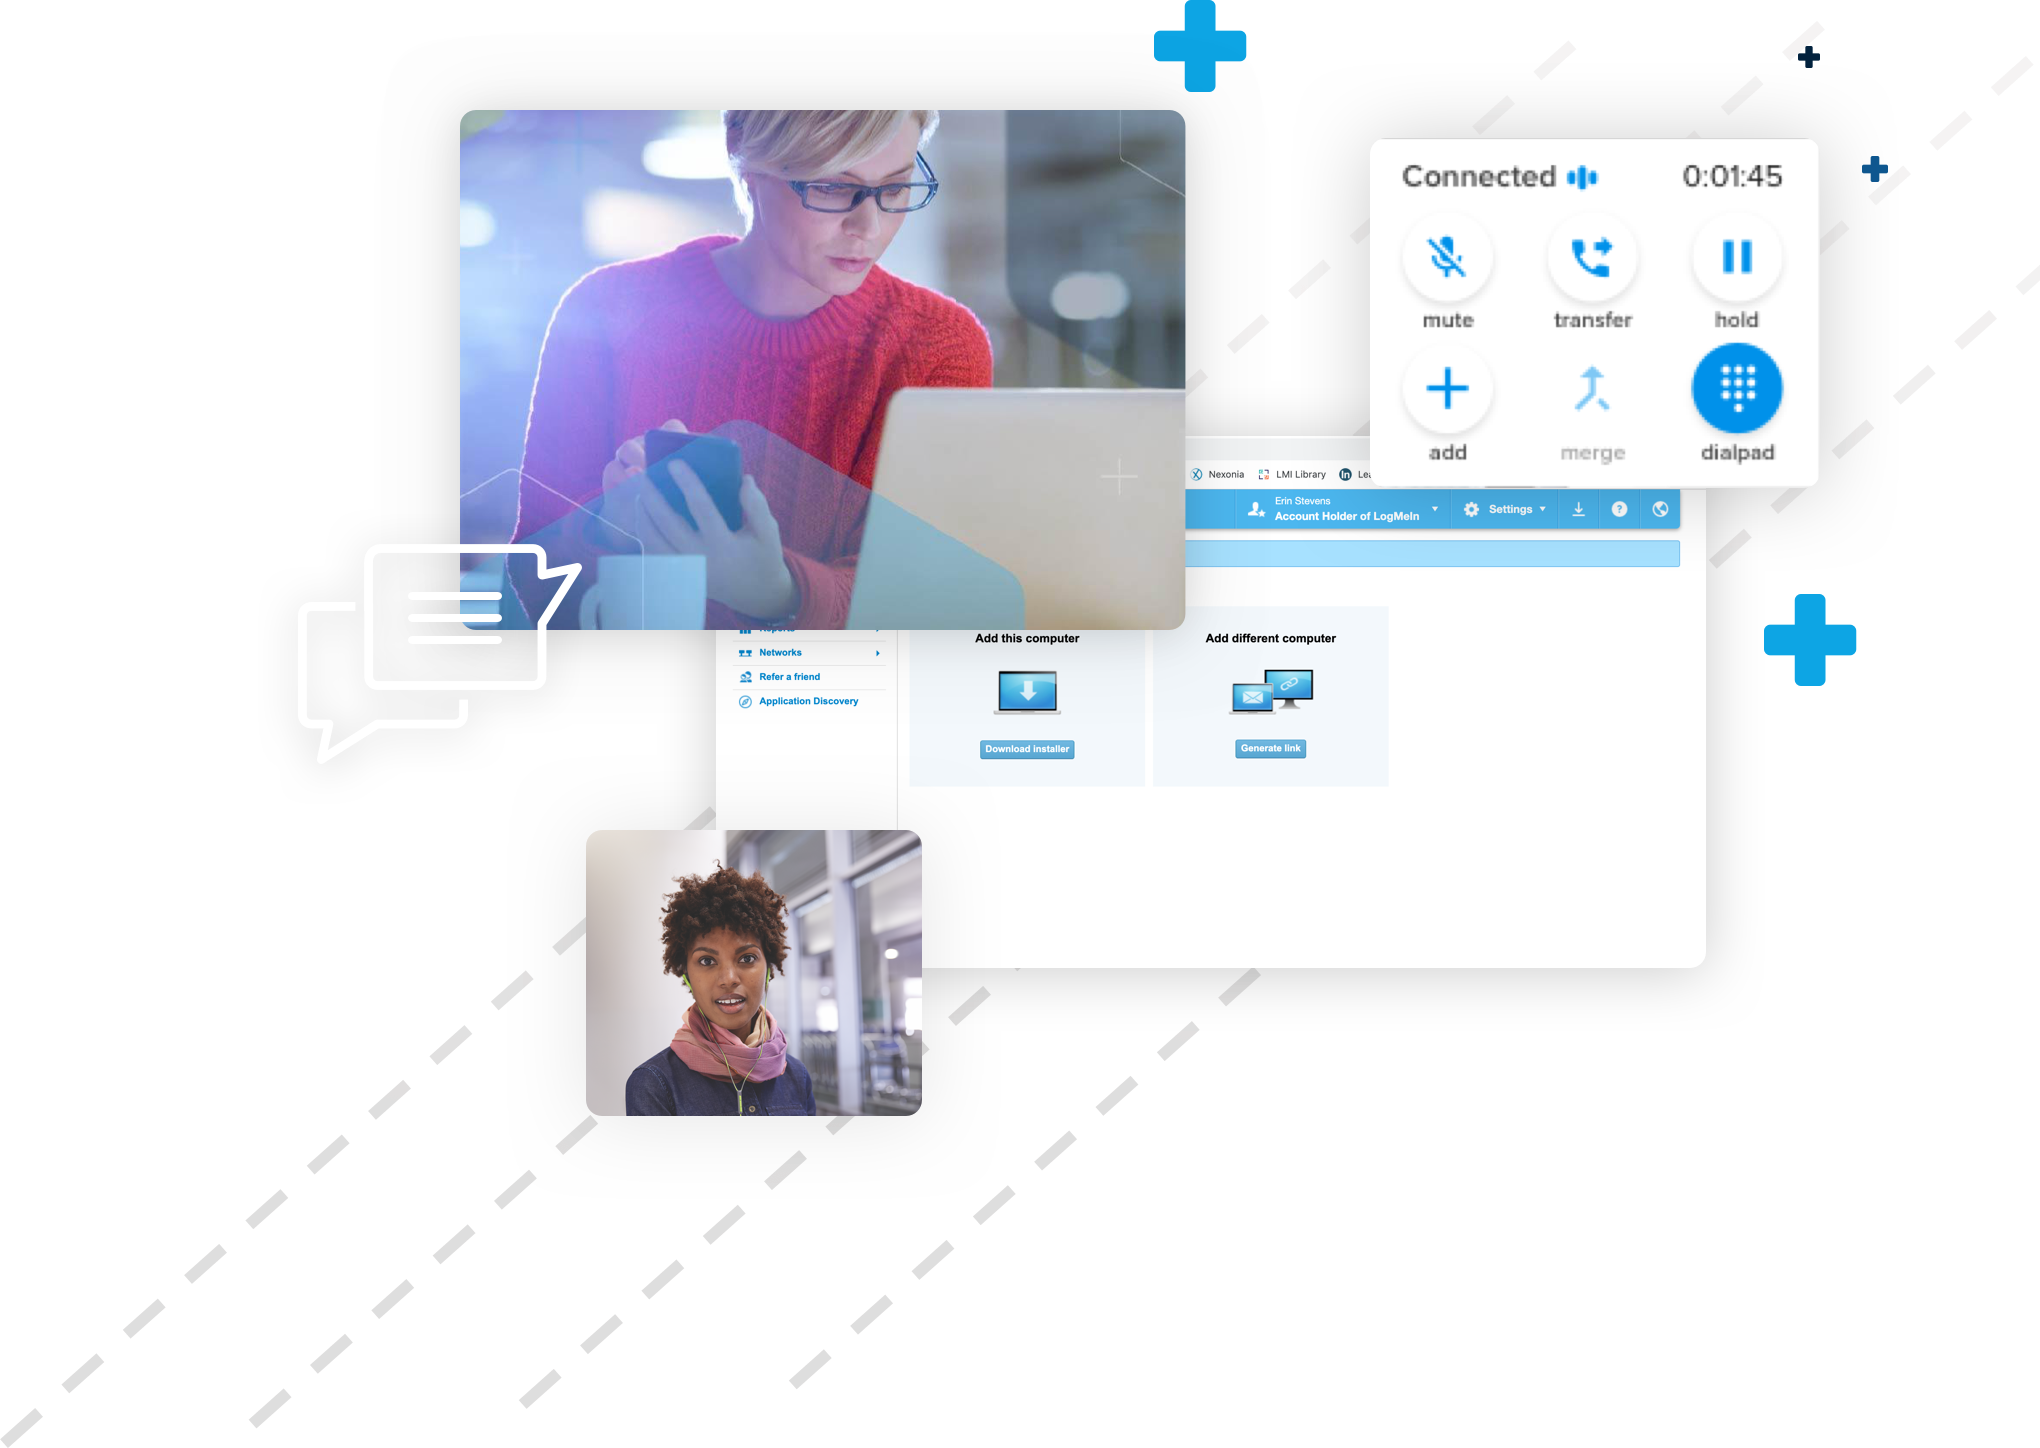 Connected 0:01:45
mute transfer hold
add merge dialpad
Nexonia LMI Library
Erin Stevens
Account Holder of LogMeIn Settings
Reports
Networks
Refer a friend
Application Discovery
Add this computer
Download installer
Add different computer
Generate link